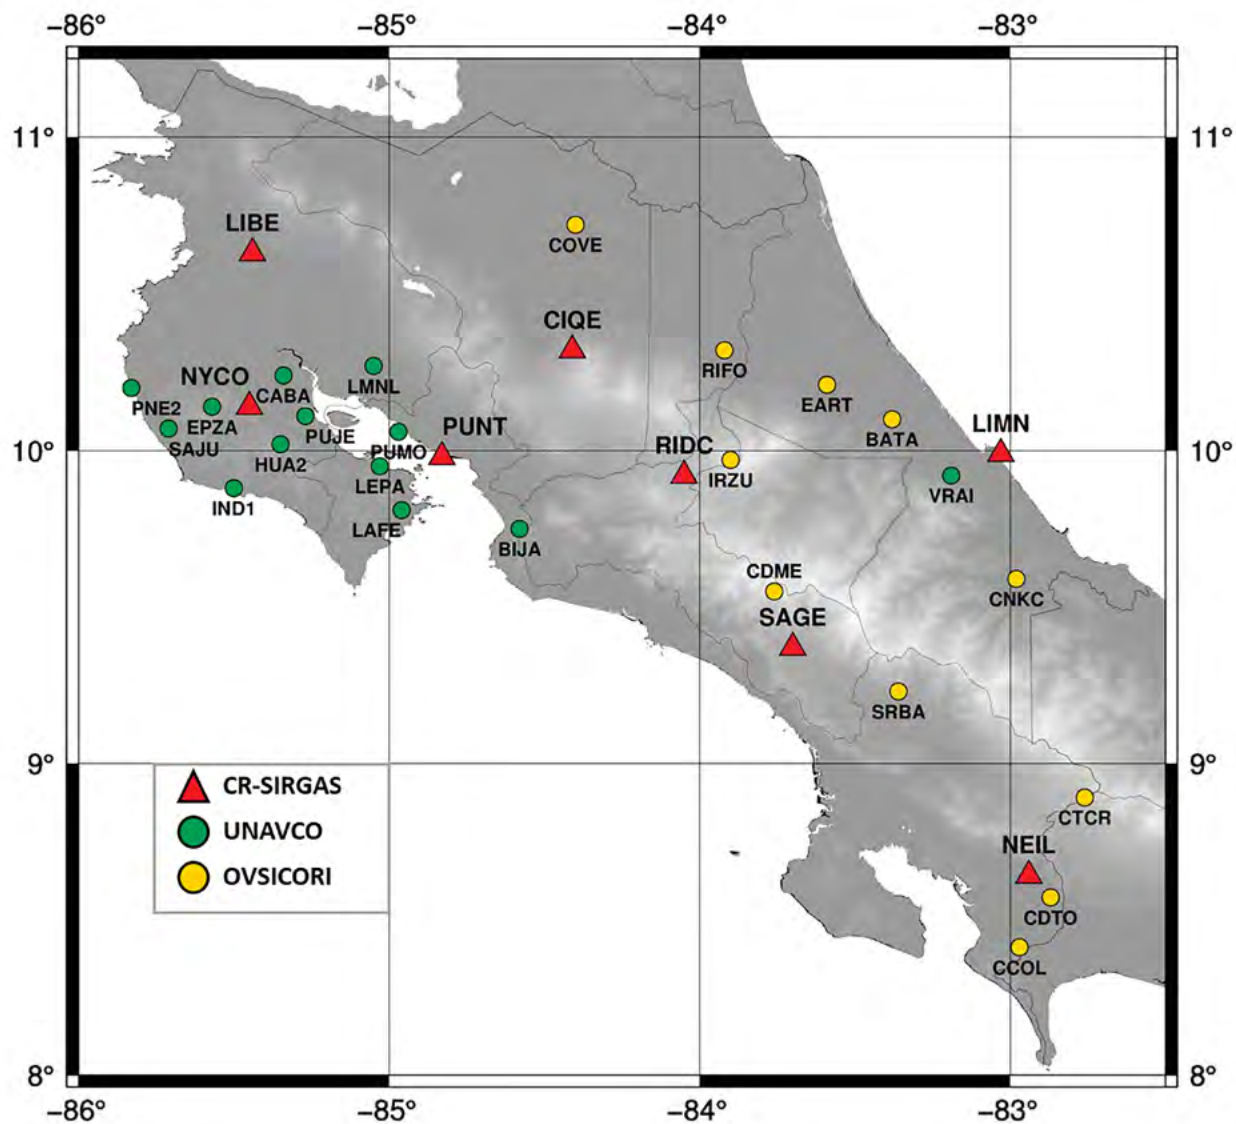 −86° −85° −84° −83°
11° 11°
LIBE
COVE
CIQE
NYCO
LMNL
RIFO
CABA
PNE2
EPZA
EART
PUJE
PUNT
LIMN
SAJU
PUMO
RIDC
BATA
HUA2
10° 10°
LEPA
IRZU
VRAI
IND1
LAFE
BIJA
CDME
CNKC
SAGE
SRBA
9° 9°
CR-SIRGAS
UNAVCO
OVSICORI
CTCR
NEIL
CDTO
CCOL
8° 8°
−86° −85° −84° −83°